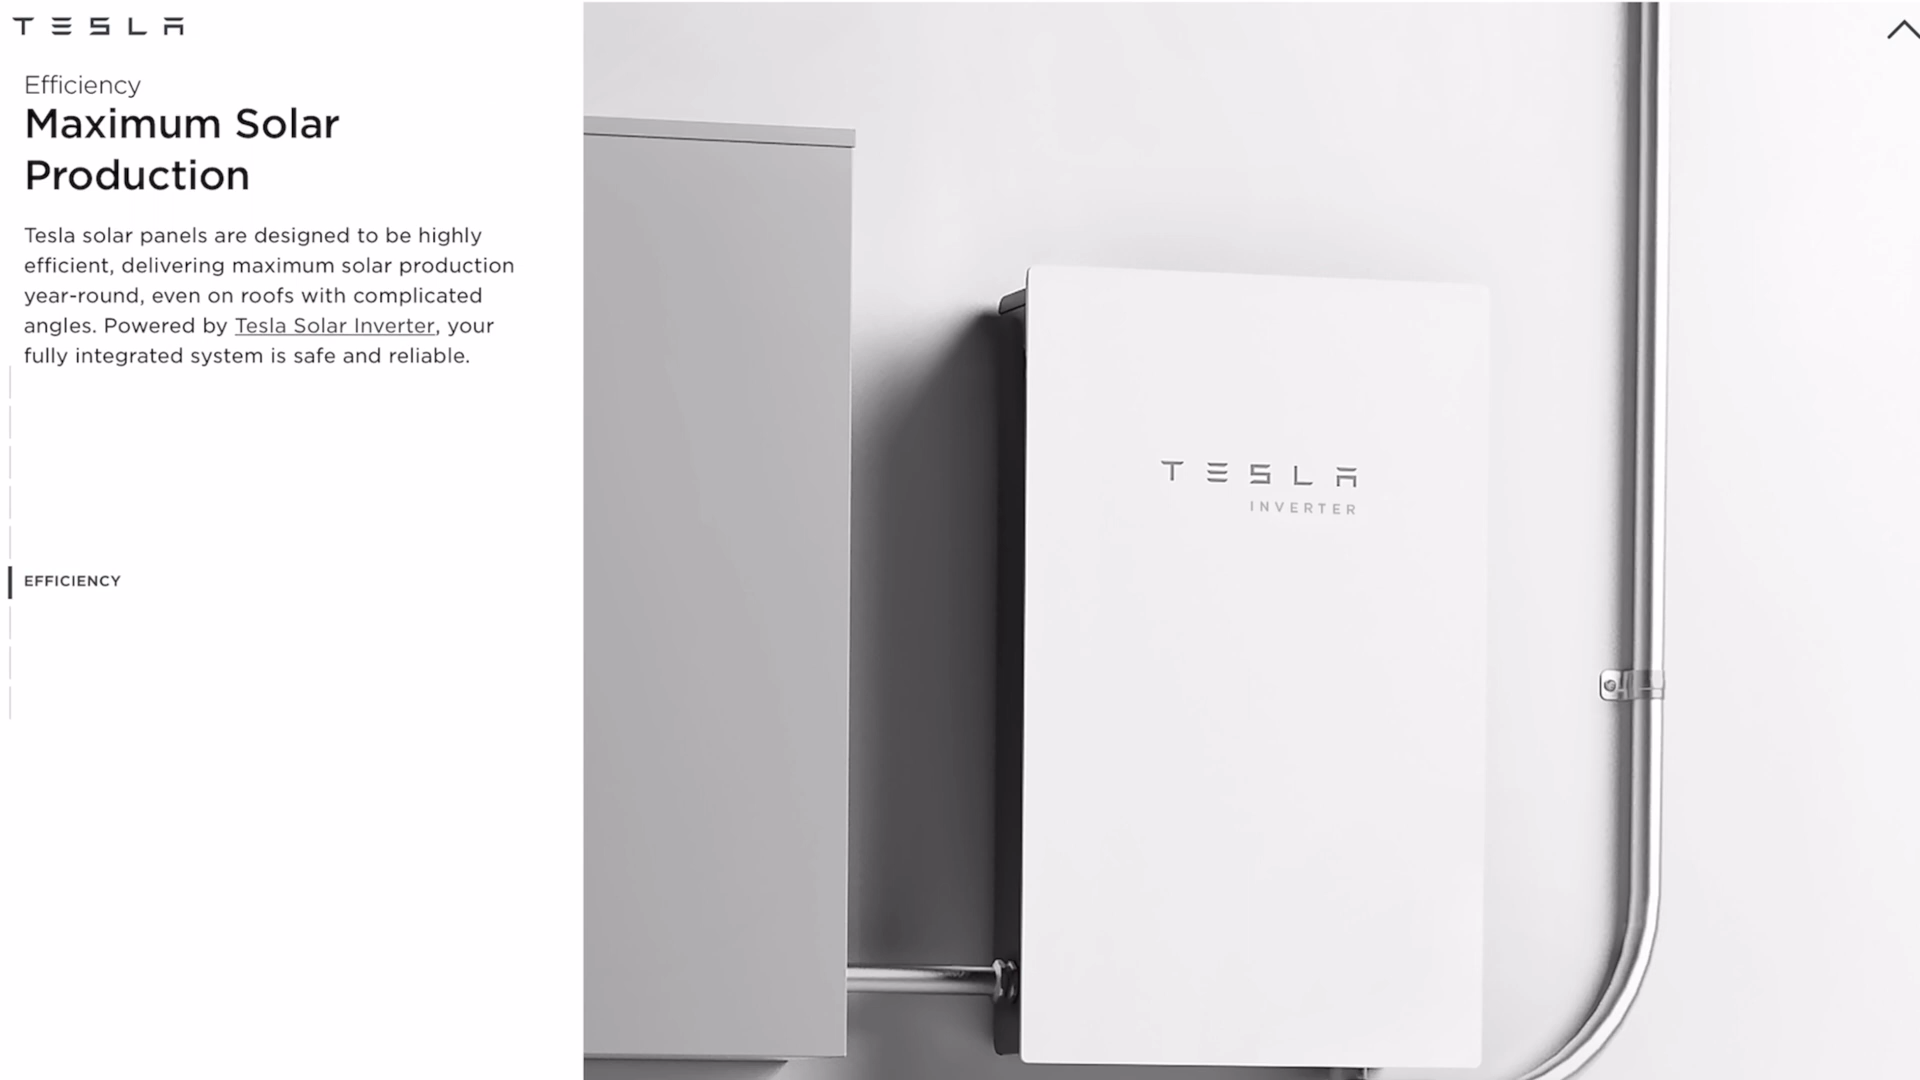 TESLA
Efficiency
Maximum Solar
Production
Tesla solar panels are designed to be highly
efficient, delivering maximum solar production
year-round, even on roofs with complicated
angles. Powered by Tesla Solar Inverter, your
fully integrated system is safe and reliable.
EFFICIENCY
TESLA
INVERTER